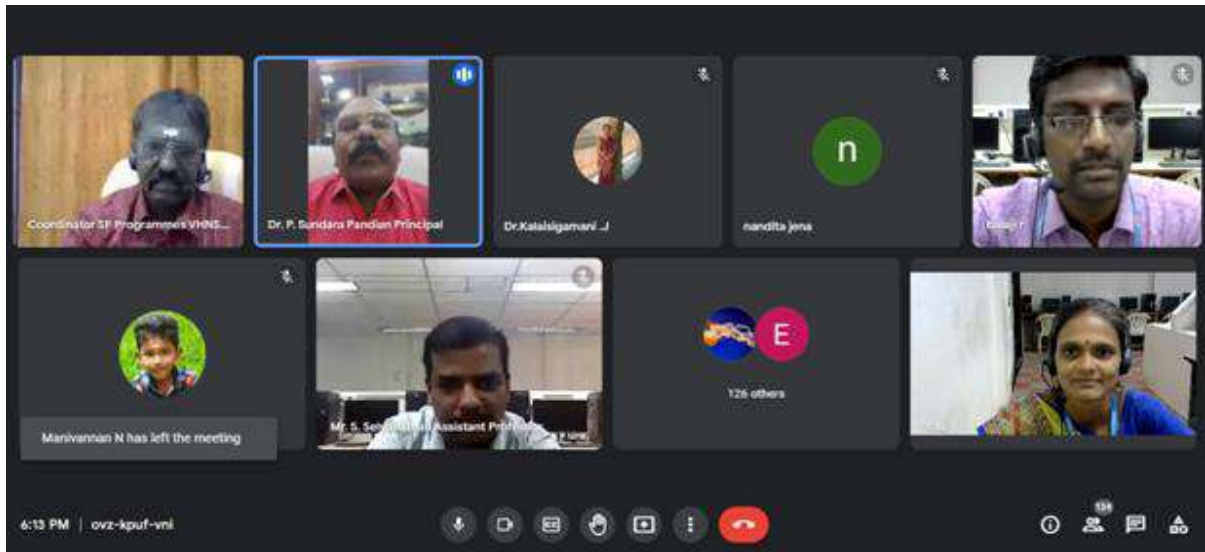 Coordinator SF Programmes VHNS...
Dr. P. Sundara Pandian Principal
Dr.Kalaisigamani ..J
n
nandita jena
balaji r
Manivannan N has left the meeting
Mr. S. Assistant
E
126 others
6:13 PM | ovz-kpuf-vni
134